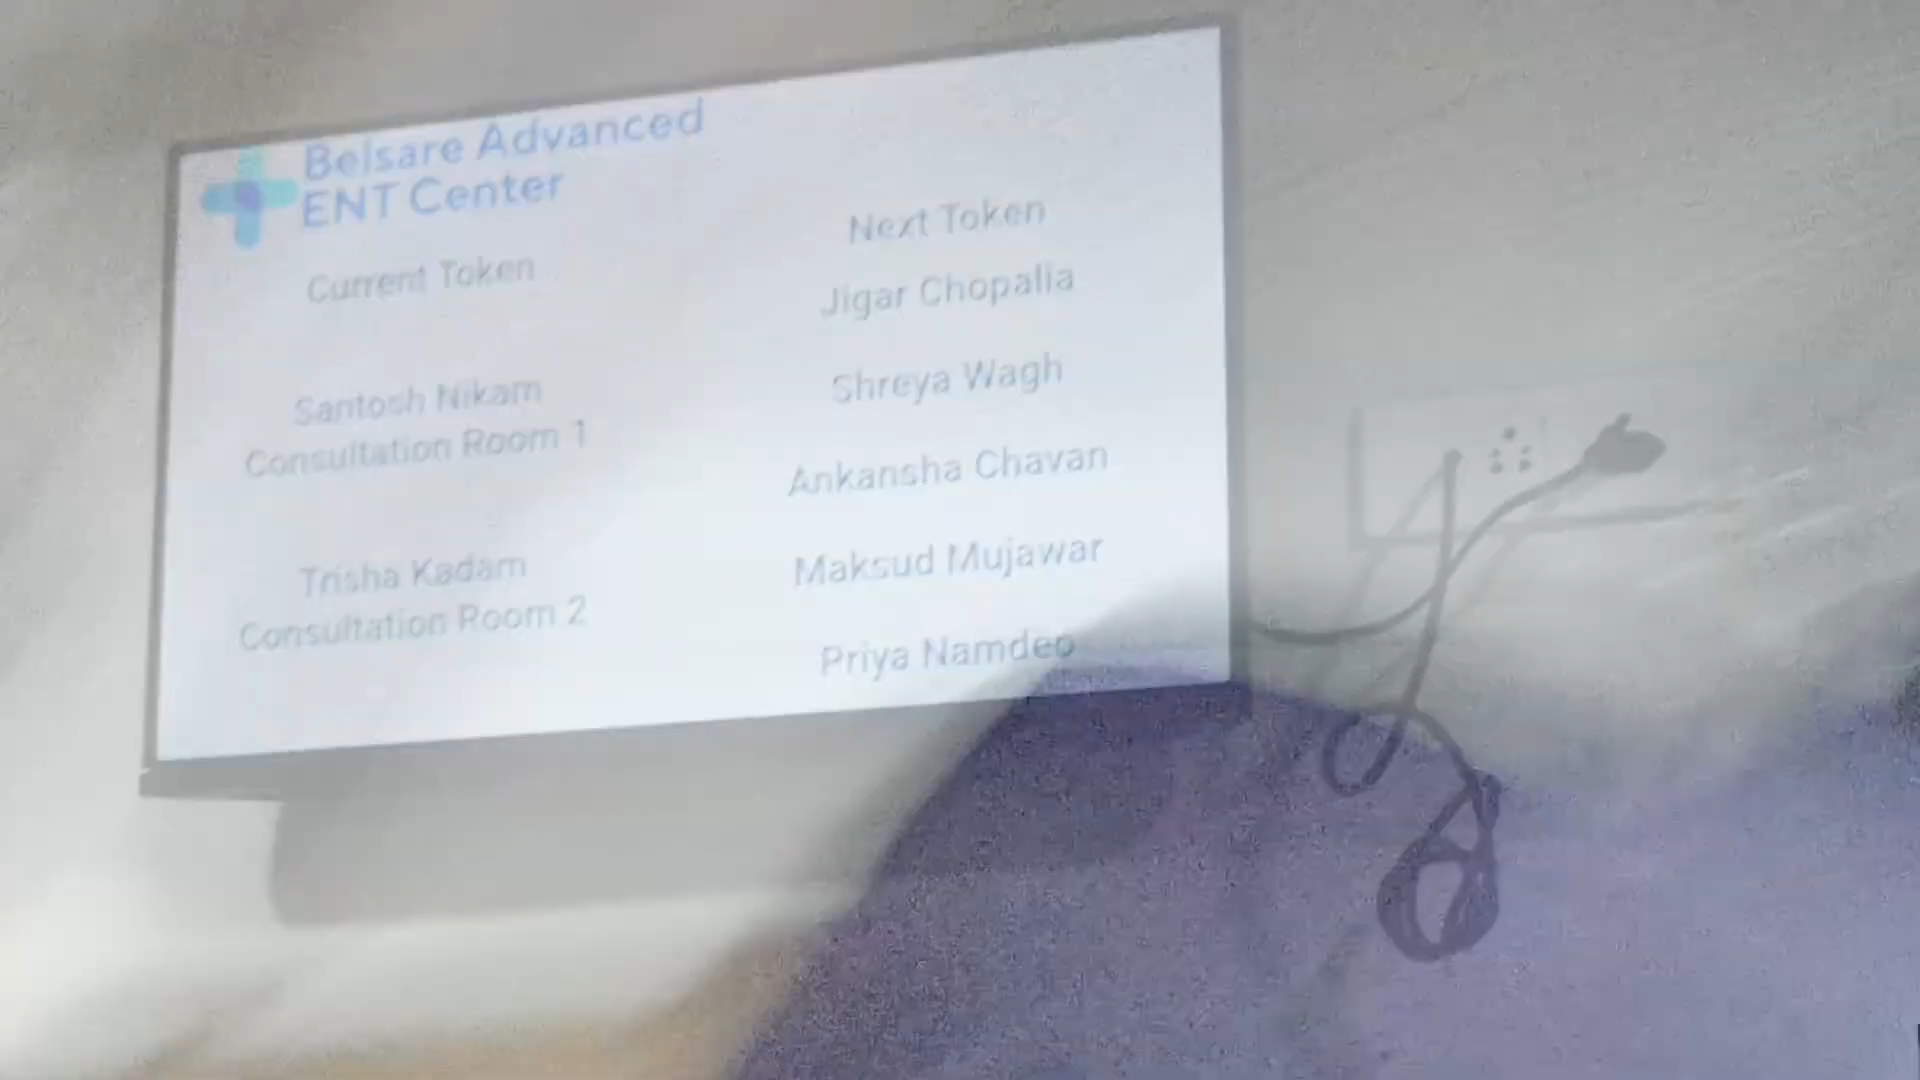 Belsare Advanced
ENT Center
Current Token
Santosh Nikam
Consultation Room 1
Trisha Kadam
Consultation Room 2
Next Token
Jigar Chopalia
Shreya Wagh
Ankansha Chavan
Maksud Mujawar
Priya Namdeo